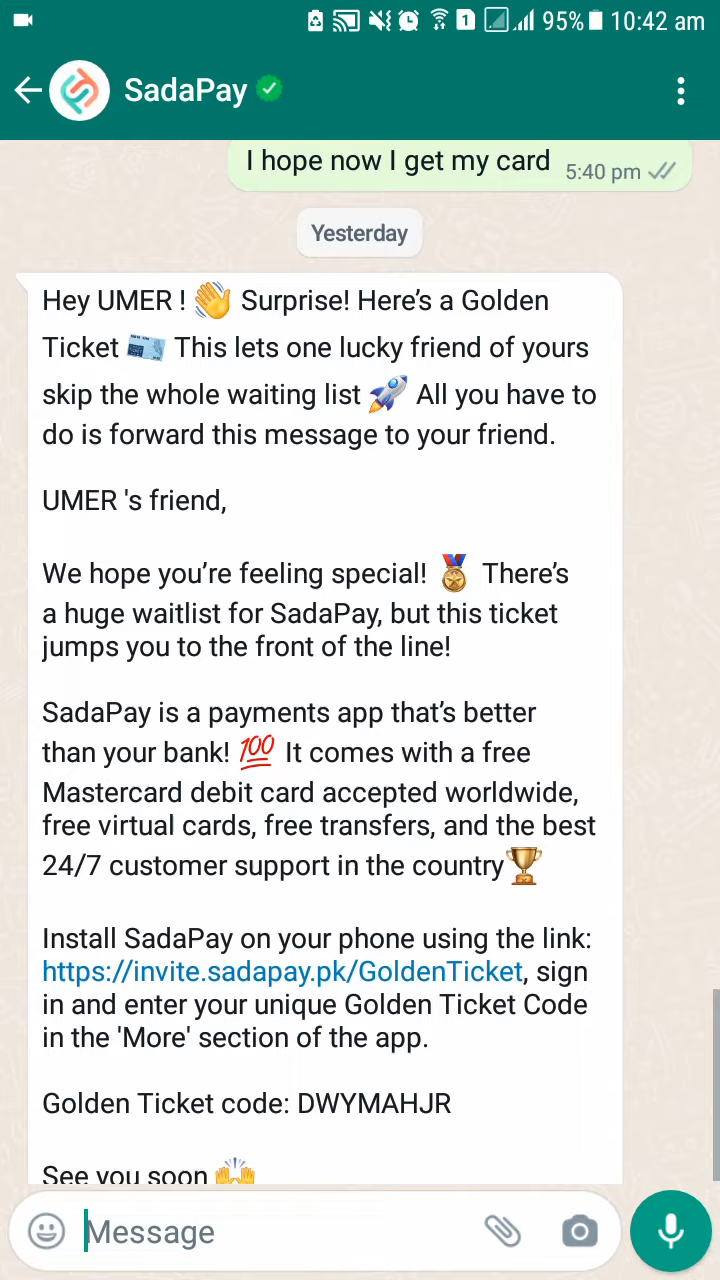 95% 10:42 am
SadaPay
I hope now I get my card 5:40 pm
Yesterday
Hey UMER ! 👋 Surprise! Here’s a Golden
Ticket 🎫 This lets one lucky friend of yours
skip the whole waiting list 🚀 All you have to
do is forward this message to your friend.
UMER 's friend,
We hope you’re feeling special! 🏅 There’s
a huge waitlist for SadaPay, but this ticket
jumps you to the front of the line!
SadaPay is a payments app that’s better
than your bank! 💯 It comes with a free
Mastercard debit card accepted worldwide,
free virtual cards, free transfers, and the best
24/7 customer support in the country🏆
Install SadaPay on your phone using the link:
https://invite.sadapay.pk/GoldenTicket, sign
in and enter your unique Golden Ticket Code
in the 'More' section of the app.
Golden Ticket code: DWYMAHJR
See you soon 🙌
Message